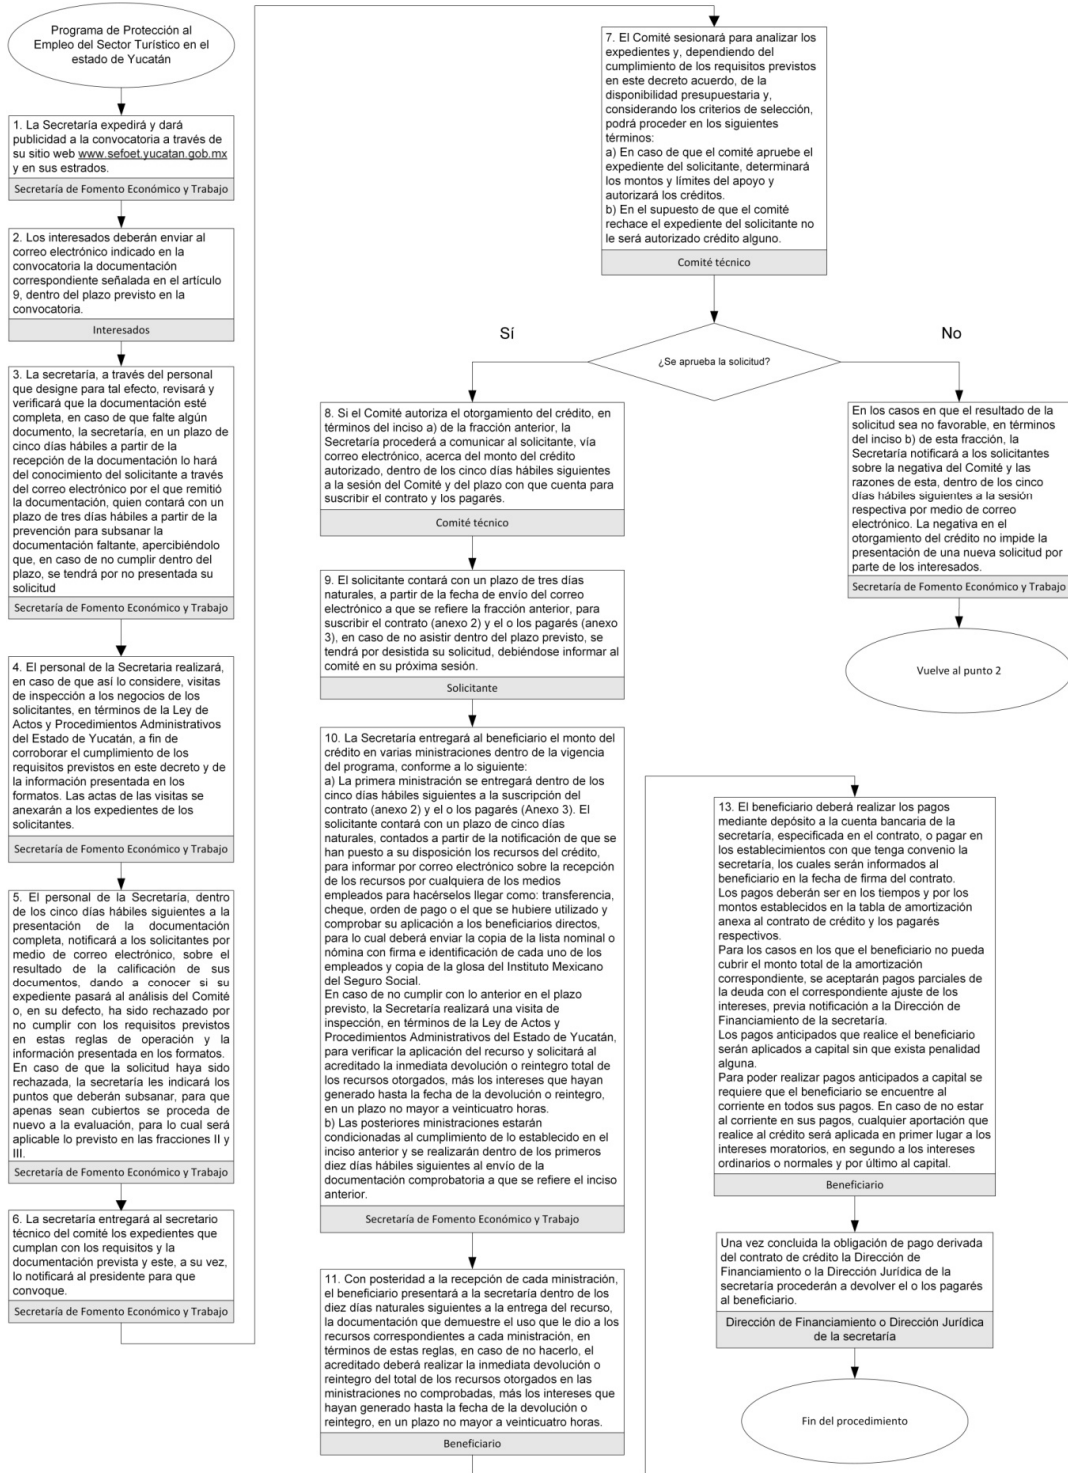 Programa de Protección al
Empleo del Sector Turístico en el
estado de Yucatán
1. La Secretaría expedirá y dará
publicidad a la convocatoria a través de
su sitio web www.sefoet.yucatan.gob.mx
y en sus estrados.
Secretaría de Fomento Económico y Trabajo
2. Los interesados deberán enviar al
correo electrónico indicado en la
convocatoria la documentación
correspondiente señalada en el artículo
9, dentro del plazo previsto en la
convocatoria.
Interesados
3. La secretaría, a través del personal
que designe para tal efecto, revisará y
verificará que la documentación esté
completa, en caso de que falte algún
documento, la secretaría, en un plazo de
cinco días hábiles a partir de la
recepción de la documentación lo hará
del conocimiento del solicitante a través
del correo electrónico por el que remitió
la documentación, quien contará con un
plazo de tres días hábiles a partir de la
prevención para subsanar la
documentación faltante, apercibiéndolo
que, en caso de no cumplir dentro del
plazo, se tendrá por no presentada su
solicitud
Secretaría de Fomento Económico y Trabajo
4. El personal de la Secretaria realizará,
en caso de que así lo considere, visitas
de inspección a los negocios de los
solicitantes, en términos de la Ley de
Actos y Procedimientos Administrativos
del Estado de Yucatán, a fin de
corroborar el cumplimiento de los
requisitos previstos en este decreto y de
la información presentada en los
formatos. Las actas de las visitas se
anexarán a los expedientes de los
solicitantes.
Secretaría de Fomento Económico y Trabajo
5. El personal de la Secretaría, dentro
de los cinco días hábiles siguientes a la
presentación de la documentación
completa, notificará a los solicitantes por
medio de correo electrónico, sobre el
resultado de la calificación de sus
documentos, dando a conocer si su
expediente pasará al análisis del Comité
o, en su defecto, ha sido rechazado por
no cumplir con los requisitos previstos
en estas reglas de operación y la
información presentada en los formatos.
En caso de que la solicitud haya sido
rechazada, la secretaría les indicará los
puntos que deberán subsanar, para que
apenas sean cubiertos se proceda de
nuevo a la evaluación, para lo cual será
aplicable lo previsto en las fracciones II y
III.
Secretaría de Fomento Económico y Trabajo
6. La secretaría entregará al secretario
técnico del comité los expedientes que
cumplan con los requisitos y la
documentación prevista y este, a su vez,
lo notificará al presidente para que
convoque.
Secretaría de Fomento Económico y Trabajo
7. El Comité sesionará para analizar los
expedientes y, dependiendo del
cumplimiento de los requisitos previstos
en este decreto acuerdo, de la
disponibilidad presupuestaria y,
considerando los criterios de selección,
podrá proceder en los siguientes
términos:
a) En caso de que el comité apruebe el
expediente del solicitante, determinará
los montos y límites del apoyo y
autorizará los créditos.
b) En el supuesto de que el comité
rechace el expediente del solicitante no
le será autorizado crédito alguno.
Comité técnico
¿Se aprueba la solicitud?
Sí
No
8. Si el Comité autoriza el otorgamiento del crédito, en
términos del inciso a) de la fracción anterior, la
Secretaría procederá a comunicar al solicitante, vía
correo electrónico, acerca del monto del crédito
autorizado, dentro de los cinco días hábiles siguientes
a la sesión del Comité y del plazo con que cuenta para
suscribir el contrato y los pagarés.
Comité técnico
9. El solicitante contará con un plazo de tres días
naturales, a partir de la fecha de envío del correo
electrónico a que se refiere la fracción anterior, para
suscribir el contrato (anexo 2) y el o los pagarés (anexo
3), en caso de no asistir dentro del plazo previsto, se
tendrá por desistida su solicitud, debiéndose informar al
comité en su próxima sesión.
Solicitante
10. La Secretaría entregará al beneficiario el monto del
crédito en varias ministraciones dentro de la vigencia
del programa, conforme a lo siguiente:
a) La primera ministración se entregará dentro de los
cinco días hábiles siguientes a la suscripción del
contrato (anexo 2) y el o los pagarés (Anexo 3). El
solicitante contará con un plazo de cinco días
naturales, contados a partir de la notificación de que se
han puesto a su disposición los recursos del crédito,
para informar por correo electrónico sobre la recepción
de los recursos por cualquiera de los medios
empleados para hacérselos llegar como: transferencia,
cheque, orden de pago o el que se hubiere utilizado y
comprobar su aplicación a los beneficiarios directos,
para lo cual deberá enviar la copia de la lista nominal o
nómina con firma e identificación de cada uno de los
empleados y copia de la glosa del Instituto Mexicano
del Seguro Social.
En caso de no cumplir con lo anterior en el plazo
previsto, la Secretaría realizará una visita de
inspección, en términos de la Ley de Actos y
Procedimientos Administrativos del Estado de Yucatán,
para verificar la aplicación del recurso y solicitará al
acreditado la inmediata devolución o reintegro total de
los recursos otorgados, más los intereses que hayan
generado hasta la fecha de la devolución o reintegro,
en un plazo no mayor a veinticuatro horas.
b) Las posteriores ministraciones estarán
condicionadas al cumplimiento de lo establecido en el
inciso anterior y se realizarán dentro de los primeros
diez días hábiles siguientes al envío de la
documentación comprobatoria a que se refiere el inciso
anterior.
Secretaría de Fomento Económico y Trabajo
11. Con posteridad a la recepción de cada ministración,
el beneficiario presentará a la secretaría dentro de los
diez días naturales siguientes a la entrega del recurso,
la documentación que demuestre el uso que le dio a los
recursos correspondientes a cada ministración, en
términos de estas reglas, en caso de no hacerlo, el
acreditado deberá realizar la inmediata devolución o
reintegro del total de los recursos otorgados en las
ministraciones no comprobadas, más los intereses que
hayan generado hasta la fecha de la devolución o
reintegro, en un plazo no mayor a veinticuatro horas.
Beneficiario
En los casos en que el resultado de la
solicitud sea no favorable, en términos
del inciso b) de esta fracción, la
Secretaría notificará a los solicitantes
sobre la negativa del Comité y las
razones de esta, dentro de los cinco
días hábiles siguientes a la sesión
respectiva por medio de correo
electrónico. La negativa en el
otorgamiento del crédito no impide la
presentación de una nueva solicitud por
parte de los interesados.
Secretaría de Fomento Económico y Trabajo
Vuelve al punto 2
13. El beneficiario deberá realizar los pagos
mediante depósito a la cuenta bancaria de la
secretaría, especificada en el contrato, o pagar en
los establecimientos con que tenga convenio la
secretaría, los cuales serán informados al
beneficiario en la fecha de firma del contrato.
Los pagos deberán ser en los tiempos y por los
montos establecidos en la tabla de amortización
anexa al contrato de crédito y los pagarés
respectivos.
Para los casos en los que el beneficiario no pueda
cubrir el monto total de la amortización
correspondiente, se aceptarán pagos parciales de
la deuda con el correspondiente ajuste de los
intereses, previa notificación a la Dirección de
Financiamiento de la secretaría.
Los pagos anticipados que realice el beneficiario
serán aplicados a capital sin que exista penalidad
alguna.
Para poder realizar pagos anticipados a capital se
requiere que el beneficiario se encuentre al
corriente en todos sus pagos. En caso de no estar
al corriente en sus pagos, cualquier aportación que
realice al crédito será aplicada en primer lugar a los
intereses moratorios, en segundo a los intereses
ordinarios o normales y por último al capital.
Beneficiario
Una vez concluida la obligación de pago derivada
del contrato de crédito la Dirección de
Financiamiento o la Dirección Jurídica de la
secretaría procederán a devolver el o los pagarés
al beneficiario.
Dirección de Financiamiento o Dirección Jurídica
de la secretaría
Fin del procedimiento